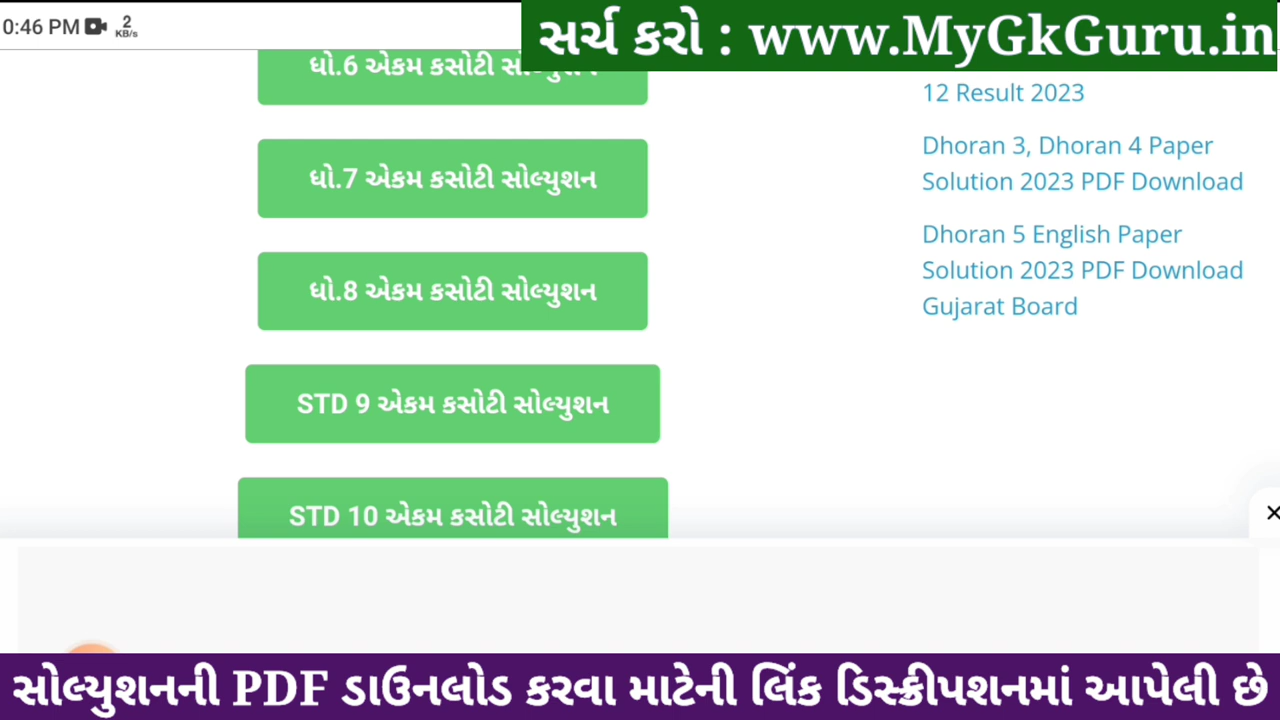 0:46 PM 2 KB/s
સર્ચ કરો : www.MyGkGuru.in
ધો.6 એકમ કસોટી
ધો.7 એકમ કસોટી સોલ્યુશન
ધો.8 એકમ કસોટી સોલ્યુશન
STD 9 એકમ કસોટી સોલ્યુશન
STD 10 એકમ કસોટી સોલ્યુશન
12 Result 2023
Dhoran 3, Dhoran 4 Paper
Solution 2023 PDF Download
Dhoran 5 English Paper
Solution 2023 PDF Download
Gujarat Board
સોલ્યુશનની PDF ડાઉનલોડ કરવા માટેની લિંક ડિસ્ક્રીપશનમાં આપેલી છે